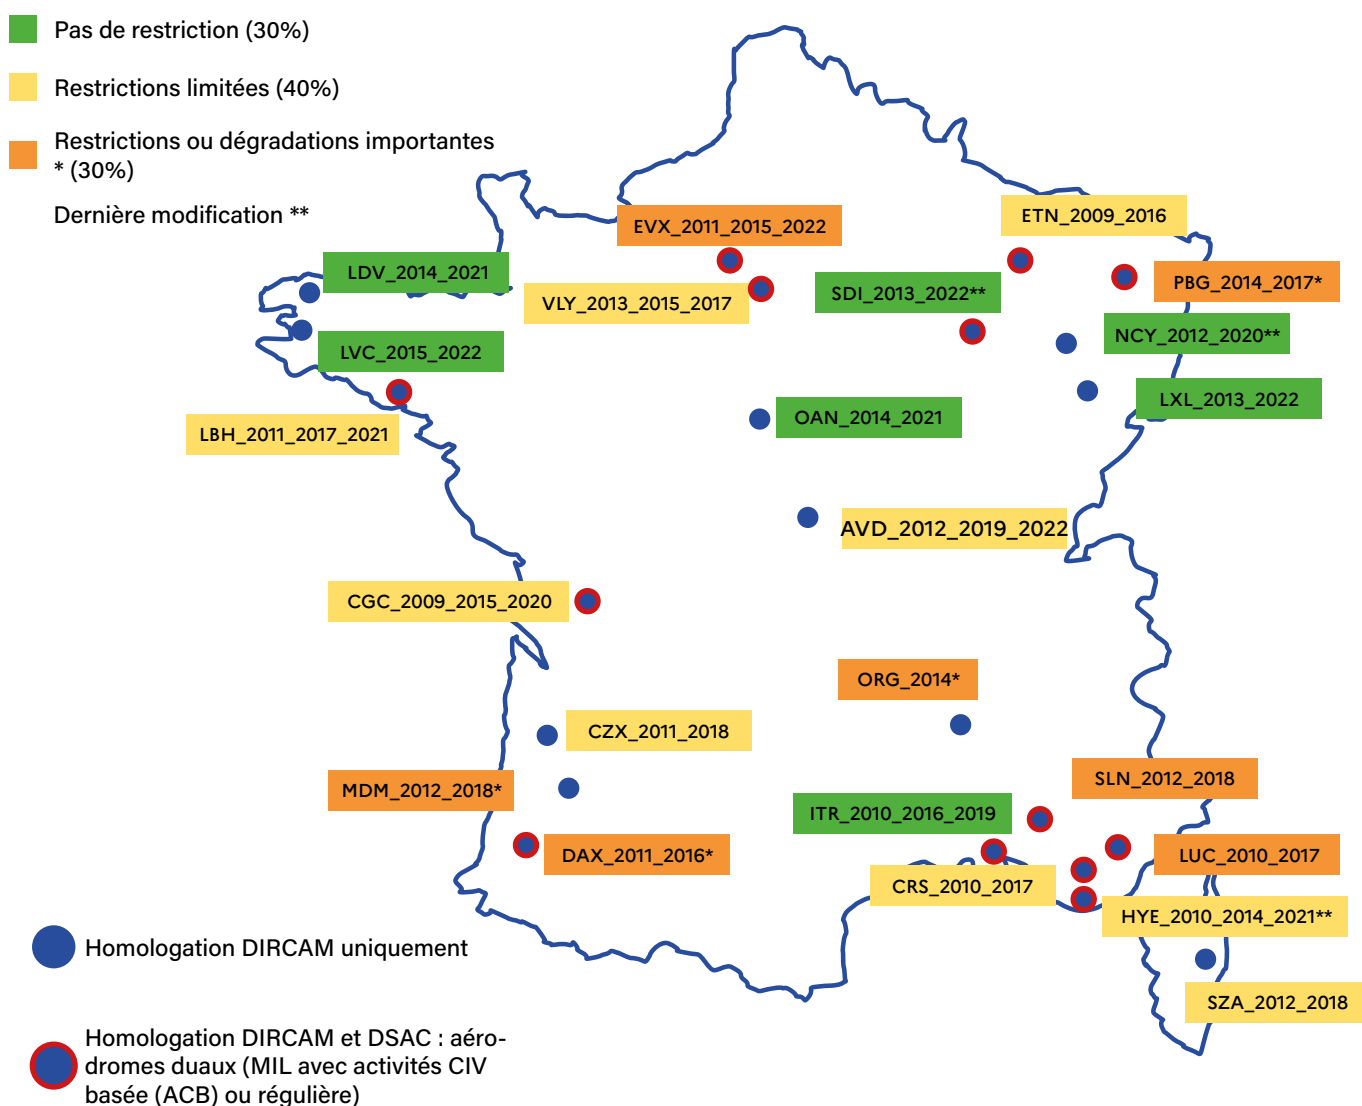 Pas de restriction (30%)
Restrictions limitées (40%)
Restrictions ou dégradations importantes
* (30%)
Dernière modification **
ETN_2009_2016
EVX_2011_2015_2022
LDV_2014_2021
PBG_2014_2017*
SDI_2013_2022**
VLY_2013_2015_2017
NCY_2012_2020**
LVC_2015_2022
LXL_2013_2022
OAN_2014_2021
LBH_2011_2017_2021
AVD_2012_2019_2022
CGC_2009_2015_2020
ORG_2014*
CZX_2011_2018
SLN_2012_2018
MDM_2012_2018*
ITR_2010_2016_2019
DAX_2011_2016*
LUC_2010_2017
CRS_2010_2017
HYE_2010_2014_2021**
SZA_2012_2018
Homologation DIRCAM uniquement
Homologation DIRCAM et DSAC : aéro-
dromes duaux (MIL avec activités CIV
basée (ACB) ou régulière)